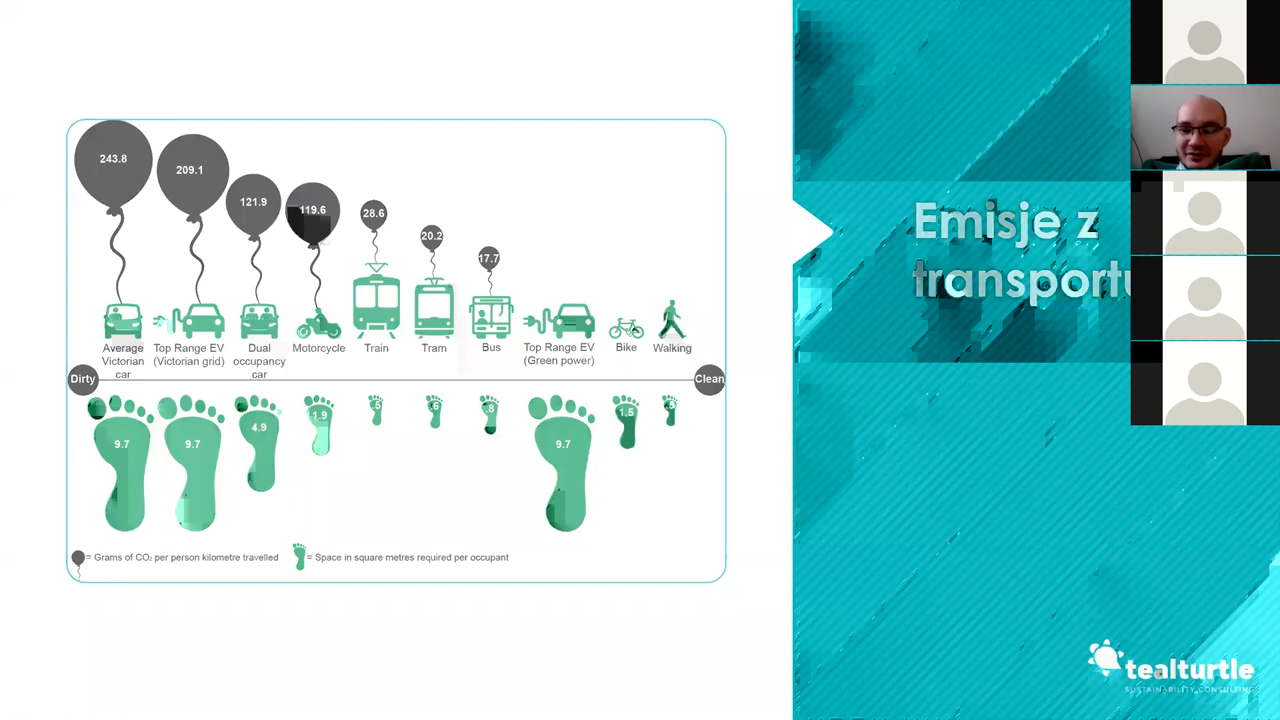 243.8
209.1
121.9
119.6
28.6
20.2
17.7
Average
Victorian
car
Top Range EV
(Victorian grid)
Dual
occupancy
car
Motorcycle
Train
Tram
Bus
Top Range EV
(Green power)
Bike
Walking
Dirty
Clean
9.7
9.7
4.9
1.9
.6
.8
9.7
1.5
= Grams of CO₂ per person kilometre travelled
= Space in square metres required per occupant
Emisje z
transportu
tealturtle
SUSTAINABILITY CONSULTING